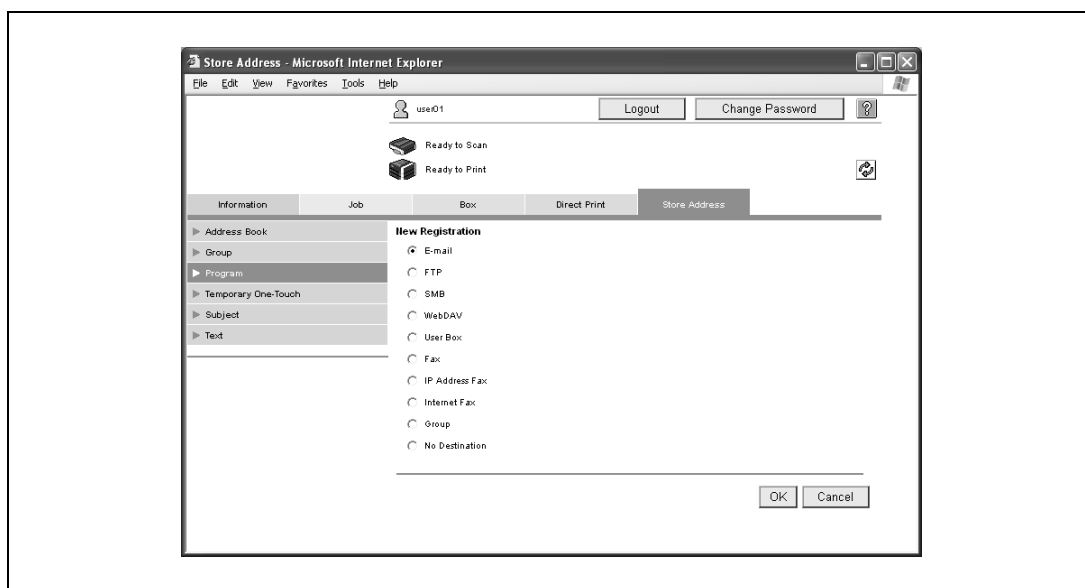 Store Address - Microsoft Internet Explorer
File Edit View Favorites Tools Help
user01 Logout Change Password ?
Ready to Scan
Ready to Print
Information Job Box Direct Print Store Address
Address Book
Group
Program
Temporary One-Touch
Subject
Text
New Registration
E-mail
FTP
SMB
WebDAV
User Box
Fax
IP Address Fax
Internet Fax
Group
No Destination
OK Cancel